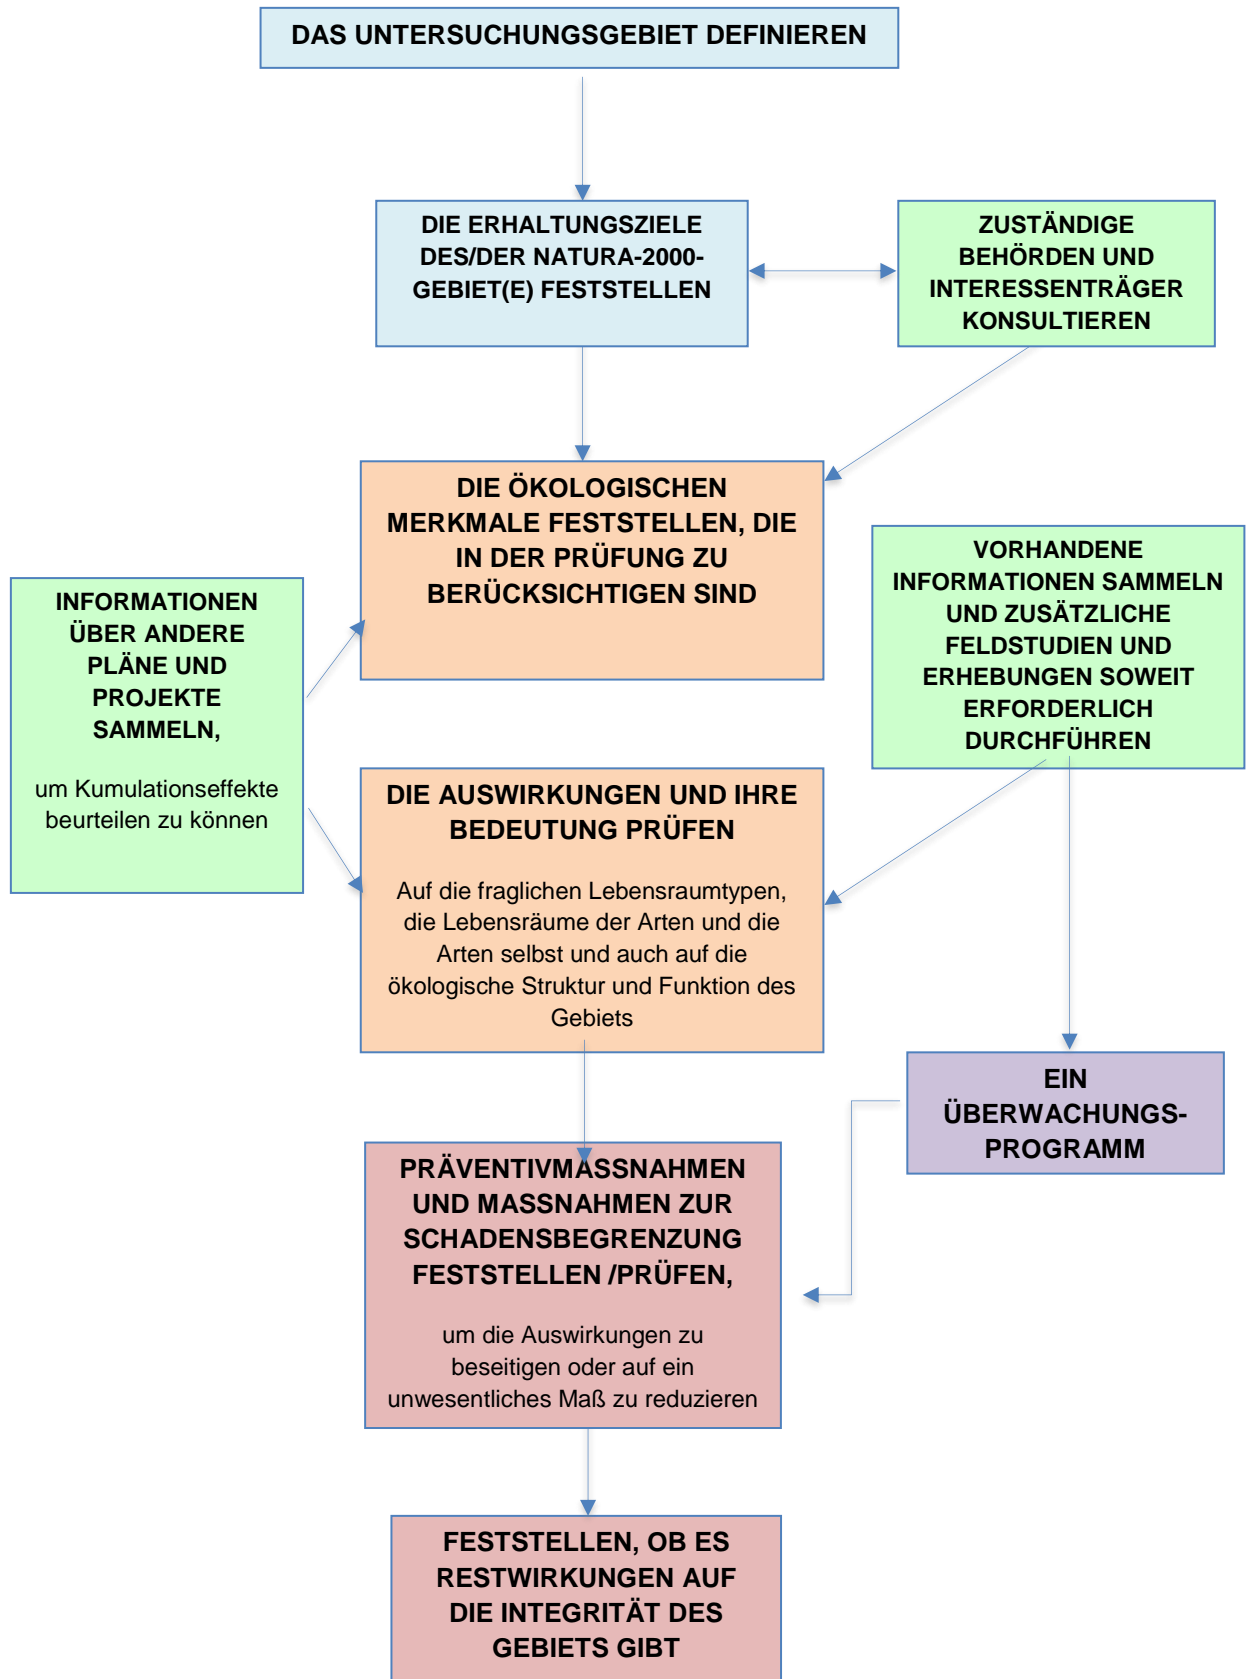 DAS UNTERSUCHUNGSGEBIET DEFINIEREN
DIE ERHALTUNGSZIELE
DES/DER NATURA-2000-
GEBIET(E) FESTSTELLEN
ZUSTÄNDIGE
BEHÖRDEN UND
INTERESSENTRÄGER
KONSULTIEREN
DIE ÖKOLOGISCHEN
MERKMALE FESTSTELLEN, DIE
IN DER PRÜFUNG ZU
BERÜCKSICHTIGEN SIND
VORHANDENE
INFORMATIONEN SAMMELN
UND ZUSÄTZLICHE
FELDSTUDIEN UND
ERHEBUNGEN SOWEIT
ERFORDERLICH
DURCHFÜHREN
INFORMATIONEN
ÜBER ANDERE
PLÄNE UND
PROJEKTE
SAMMELN,
um Kumulationseffekte
beurteilen zu können
DIE AUSWIRKUNGEN UND IHRE
BEDEUTUNG PRÜFEN
Auf die fraglichen Lebensraumtypen,
die Lebensräume der Arten und die
Arten selbst und auch auf die
ökologische Struktur und Funktion des
Gebiets
EIN
ÜBERWACHUNGS-
PROGRAMM
PRÄVENTIVMASSNAHMEN
UND MASSNAHMEN ZUR
SCHADENSBEGRENZUNG
FESTSTELLEN /PRÜFEN,
um die Auswirkungen zu
beseitigen oder auf ein
unwesentliches Maß zu reduzieren
FESTSTELLEN, OB ES
RESTWIRKUNGEN AUF
DIE INTEGRITÄT DES
GEBIETS GIBT